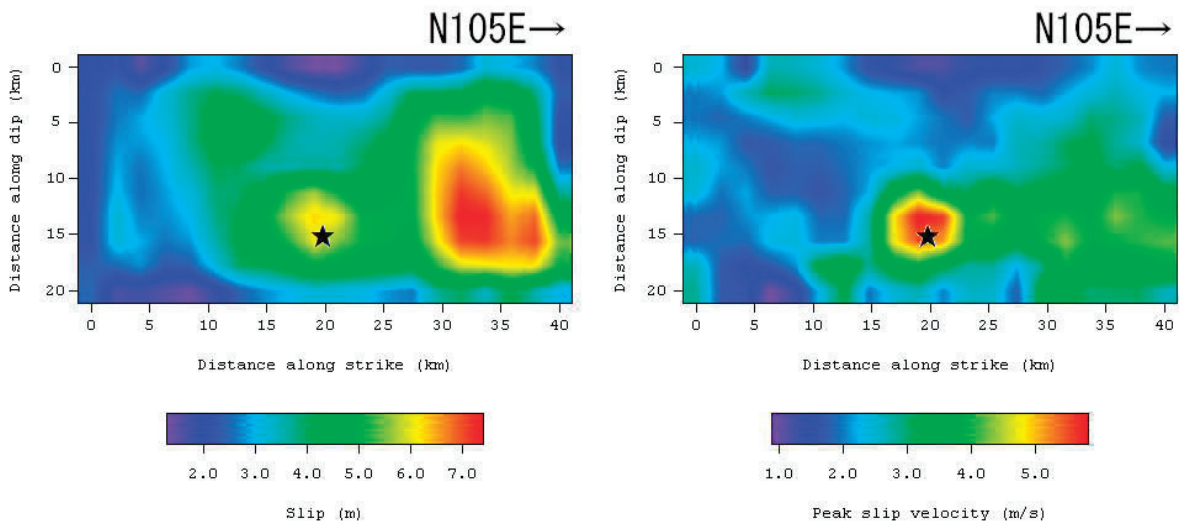 N105E→
0
5
10
15
20
Distance alomg dip (km)
0 5 10 15 20 25 30 35 40
Distance along strike (km)
2.0 3.0 4.0 5.0 6.0 7.0
Slip (m)
N105E→
0
5
10
15
20
Distance along dip (km)
0 5 10 15 20 25 30 35 40
Distance along strike (km)
1.0 2.0 3.0 4.0 5.0
Peak slip velocity (m/s)